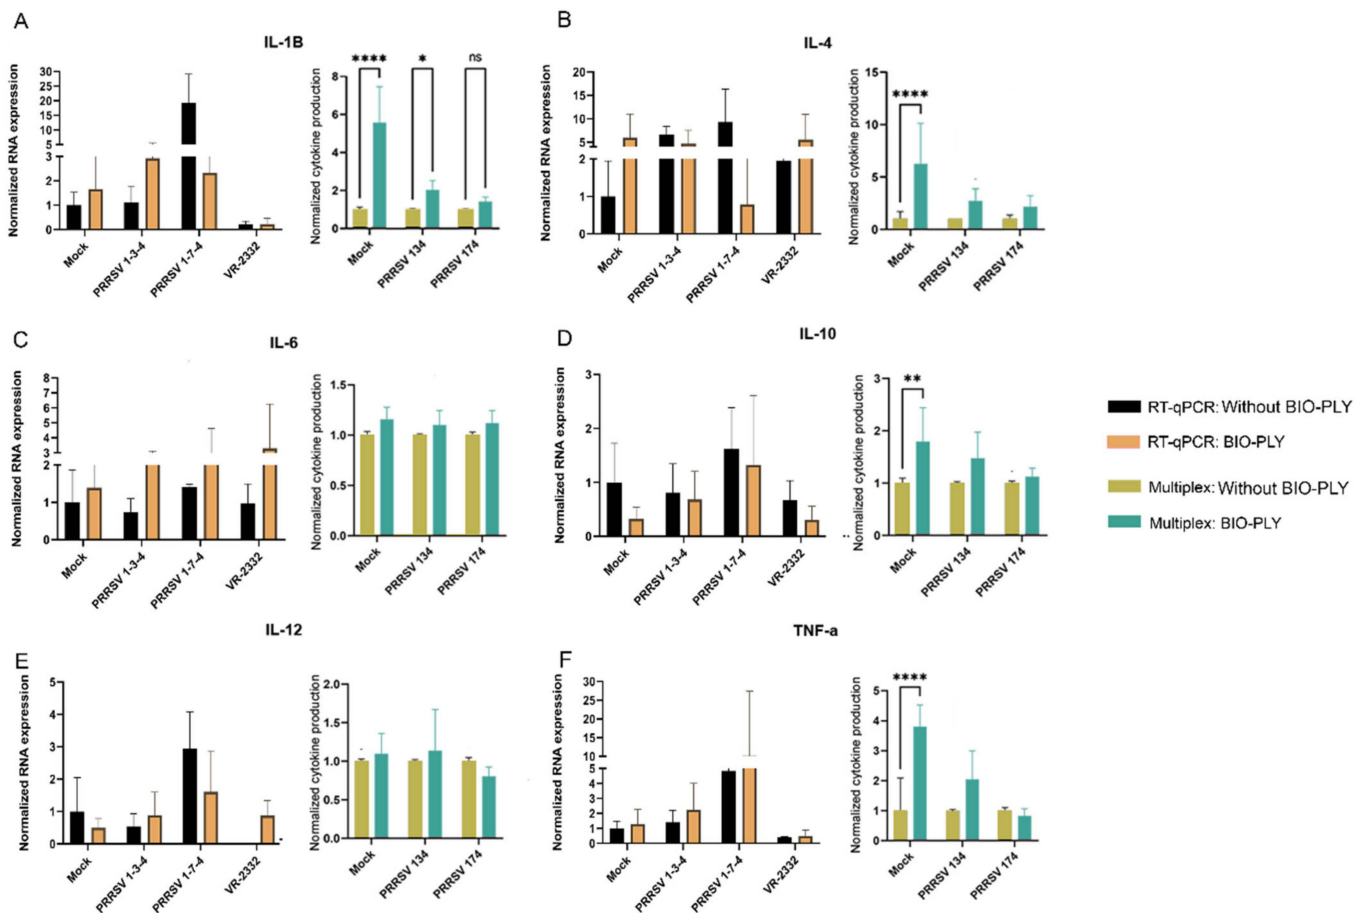 A
IL-1B
Normalized RNA expression
30
25
20
15
10
5
3
2
1
0
Mock
PRRSV 1-3-4
PRRSV 1-7-4
VR-2332
Normalized cytokine production
8
6
4
2
0
****
*
ns
Mock
PRRSV 134
PRRSV 174
B
IL-4
Normalized RNA expression
20
15
10
5
2
1
0
Mock
PRRSV 1-3-4
PRRSV 1-7-4
VR-2332
Normalized cytokine production
15
10
5
0
****
Mock
PRRSV 134
PRRSV 174
C
IL-6
Normalized RNA expression
8
7
6
5
4
3
2
1
0
Mock
PRRSV 1-3-4
PRRSV 1-7-4
VR-2332
Normalized cytokine production
1.5
1.0
0.5
0.0
Mock
PRRSV 134
PRRSV 174
D
IL-10
Normalized RNA expression
3
2
1
0
Mock
PRRSV 1-3-4
PRRSV 1-7-4
VR-2332
Normalized cytokine production
3
2
1
0
**
Mock
PRRSV 134
PRRSV 174
RT-qPCR: Without BIO-PLY
RT-qPCR: BIO-PLY
Multiplex: Without BIO-PLY
Multiplex: BIO-PLY
E
IL-12
Normalized RNA expression
5
4
3
2
1
0
Mock
PRRSV 1-3-4
PRRSV 1-7-4
VR-2332
Normalized cytokine production
2.0
1.5
1.0
0.5
0.0
Mock
PRRSV 134
PRRSV 174
F
TNF-a
Normalized RNA expression
30
25
20
15
10
5
4
3
2
1
0
Mock
PRRSV 1-3-4
PRRSV 1-7-4
VR-2332
Normalized cytokine production
5
4
3
2
1
0
****
Mock
PRRSV 134
PRRSV 174